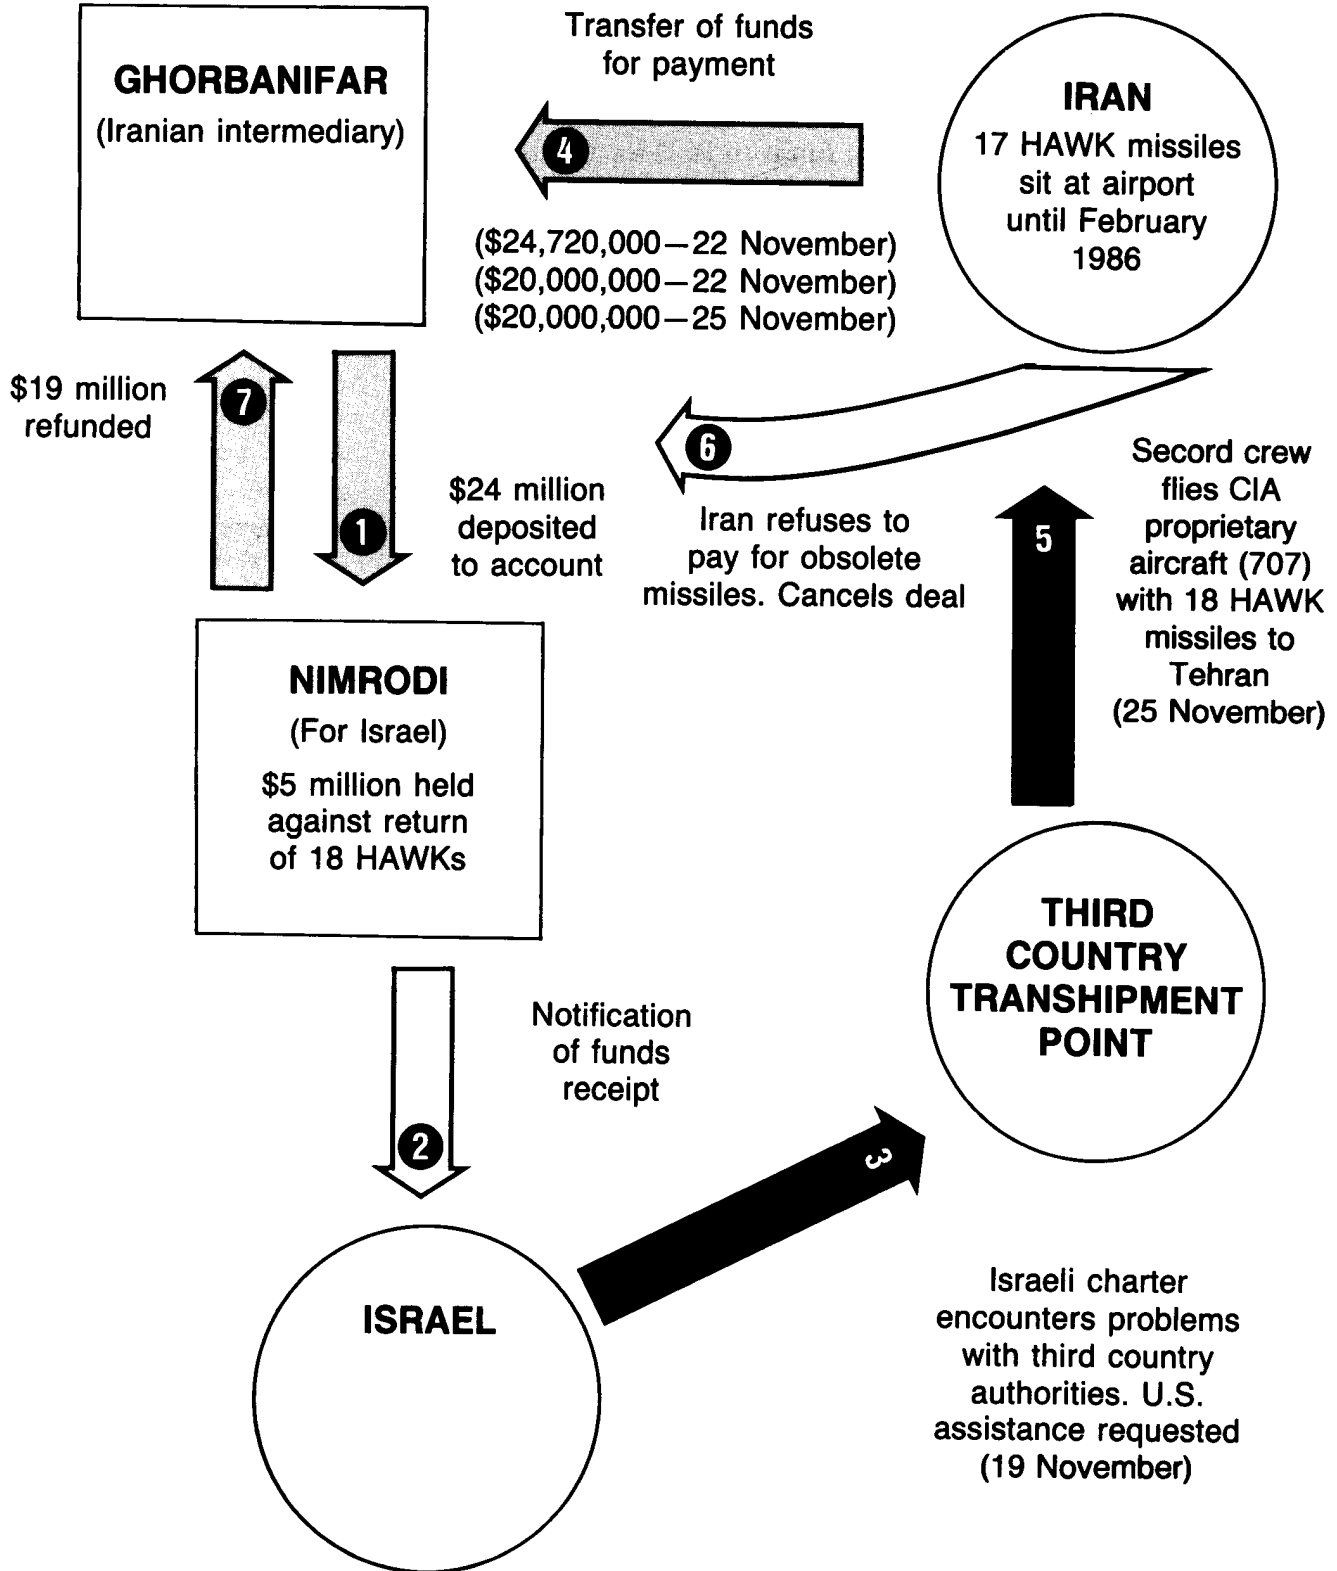 GHORBANIFAR
(Iranian intermediary)
Transfer of funds
for payment
4
($24,720,000—22 November)
($20,000,000—22 November)
($20,000,000—25 November)
IRAN
17 HAWK missiles
sit at airport
until February
1986
$19 million
refunded
7
1
$24 million
deposited
to account
6
Iran refuses to
pay for obsolete
missiles. Cancels deal
5
Secord crew
flies CIA
proprietary
aircraft (707)
with 18 HAWK
missiles to
Tehran
(25 November)
NIMRODI
(For Israel)
$5 million held
against return
of 18 HAWKs
THIRD
COUNTRY
TRANSHIPMENT
POINT
Notification
of funds
receipt
2
3
ISRAEL
Israeli charter
encounters problems
with third country
authorities. U.S.
assistance requested
(19 November)